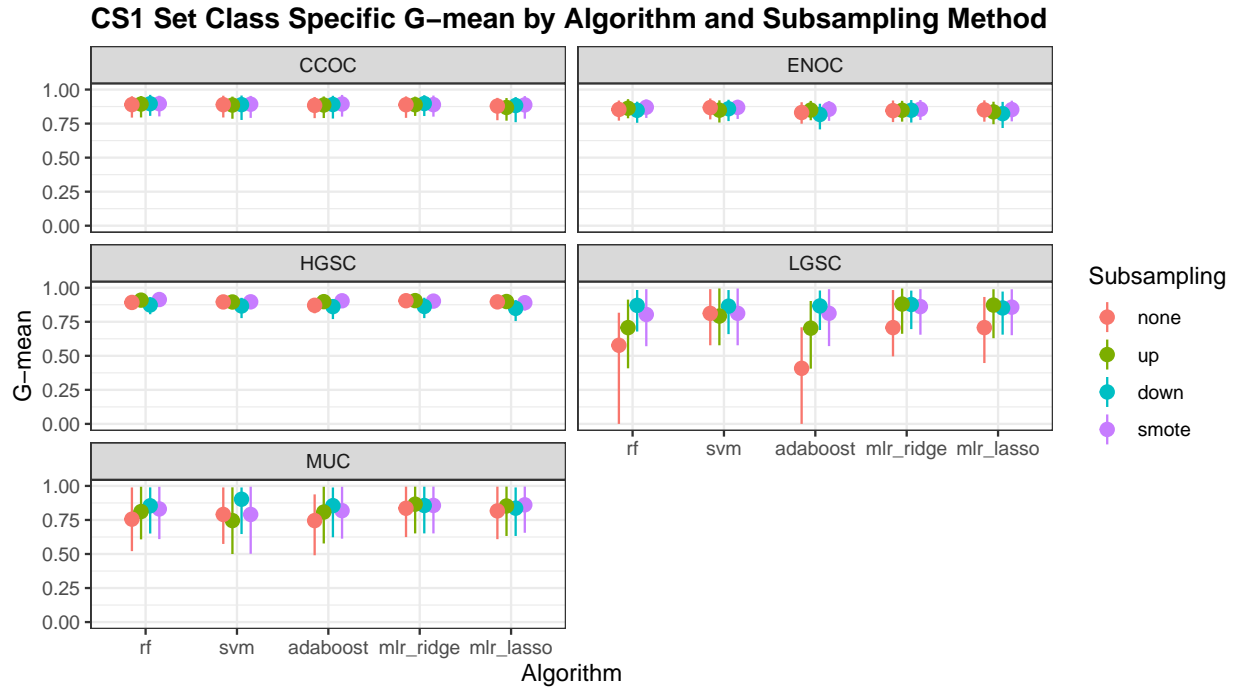 CS1 Set Class Specific G−mean by Algorithm and Subsampling Method
CCOC
ENOC
1.00
0.75
0.50
0.25
0.00
HGSC
LGSC
1.00
0.75
0.50
0.25
0.00
rf svm adaboost mlr_ridge mlr_lasso
MUC
1.00
0.75
0.50
0.25
0.00
rf svm adaboost mlr_ridge mlr_lasso
G−mean
Algorithm
Subsampling
none
up
down
smote